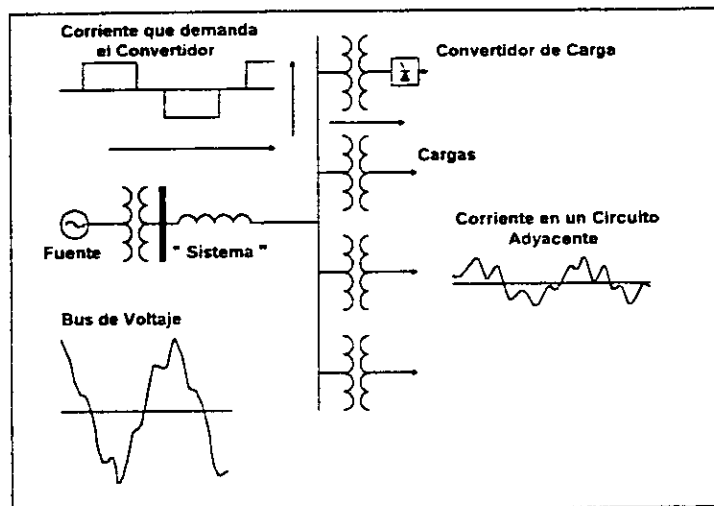 Corriente que demanda
el Convertidor
Convertidor de Carga
Cargas
Fuente
" Sistema "
Corriente en un Circuito
Adyacente
Bus de Voltaje